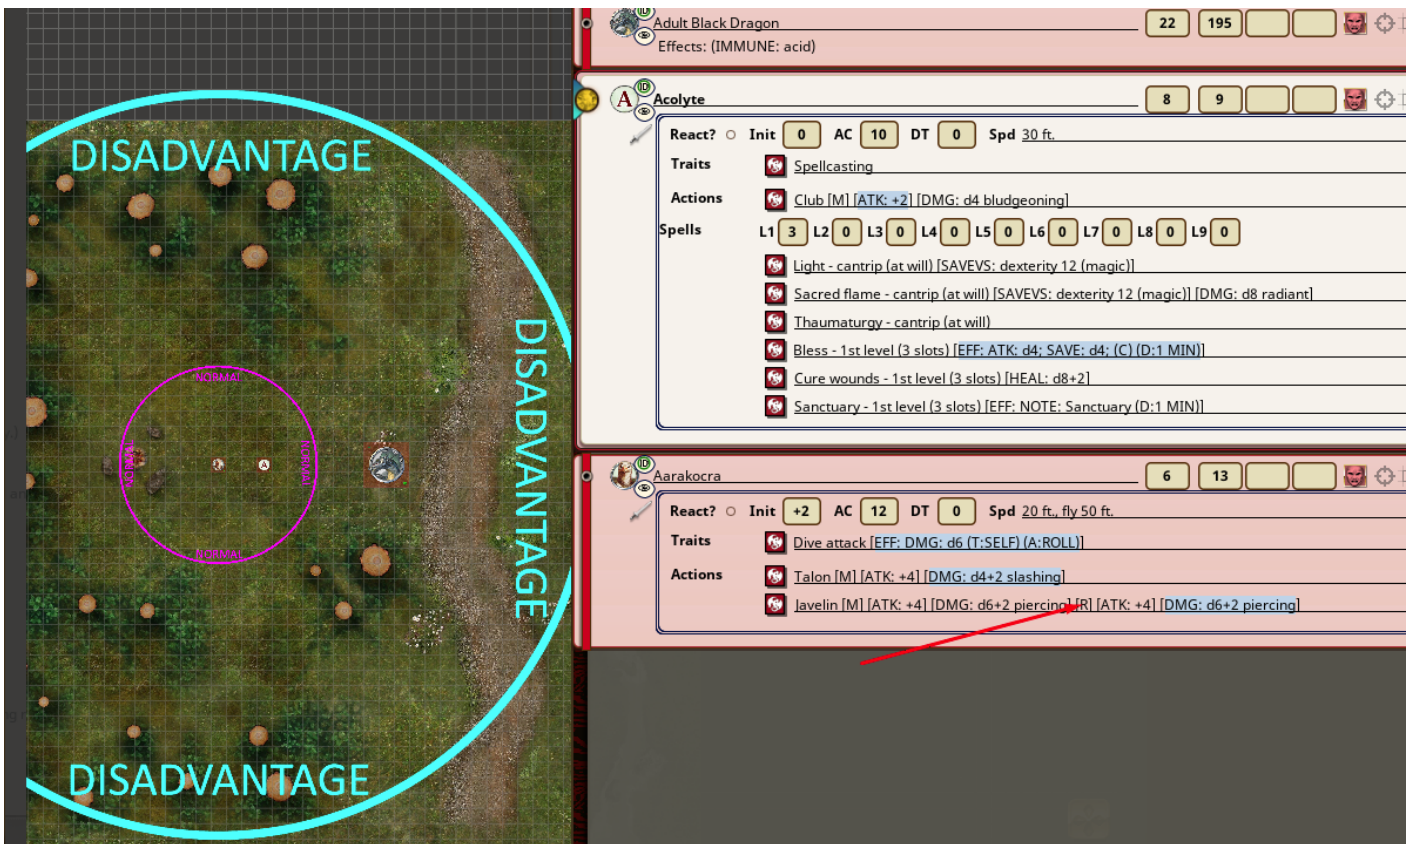 DISADVANTAGE
NORMAL
NORMAL
NORMAL
NORMAL
A
DISADVANTAGE
DISADVANTAGE
ID
Adult Black Dragon 22 195
Effects: (IMMUNE: acid)
A ID
Acolyte 8 9
React? Init 0 AC 10 DT 0 Spd 30 ft.
Traits Spellcasting
Actions Club [M] [ATK: +2] [DMG: d4 bludgeoning]
Spells L1 3 L2 0 L3 0 L4 0 L5 0 L6 0 L7 0 L8 0 L9 0
Light - cantrip (at will) [SAVEVS: dexterity 12 (magic)]
Sacred flame - cantrip (at will) [SAVEVS: dexterity 12 (magic)] [DMG: d8 radiant]
Thaumaturgy - cantrip (at will)
Bless - 1st level (3 slots) [EFF: ATK: d4; SAVE: d4; (C) (D:1 MIN)]
Cure wounds - 1st level (3 slots) [HEAL: d8+2]
Sanctuary - 1st level (3 slots) [EFF: NOTE: Sanctuary (D:1 MIN)]
ID
Aarakocra 6 13
React? Init +2 AC 12 DT 0 Spd 20 ft., fly 50 ft.
Traits Dive attack [EFF: DMG: d6 (T:SELF) (A:ROLL)]
Actions Talon [M] [ATK: +4] [DMG: d4+2 slashing]
Javelin [M] [ATK: +4] [DMG: d6+2 piercing] [R] [ATK: +4] [DMG: d6+2 piercing]